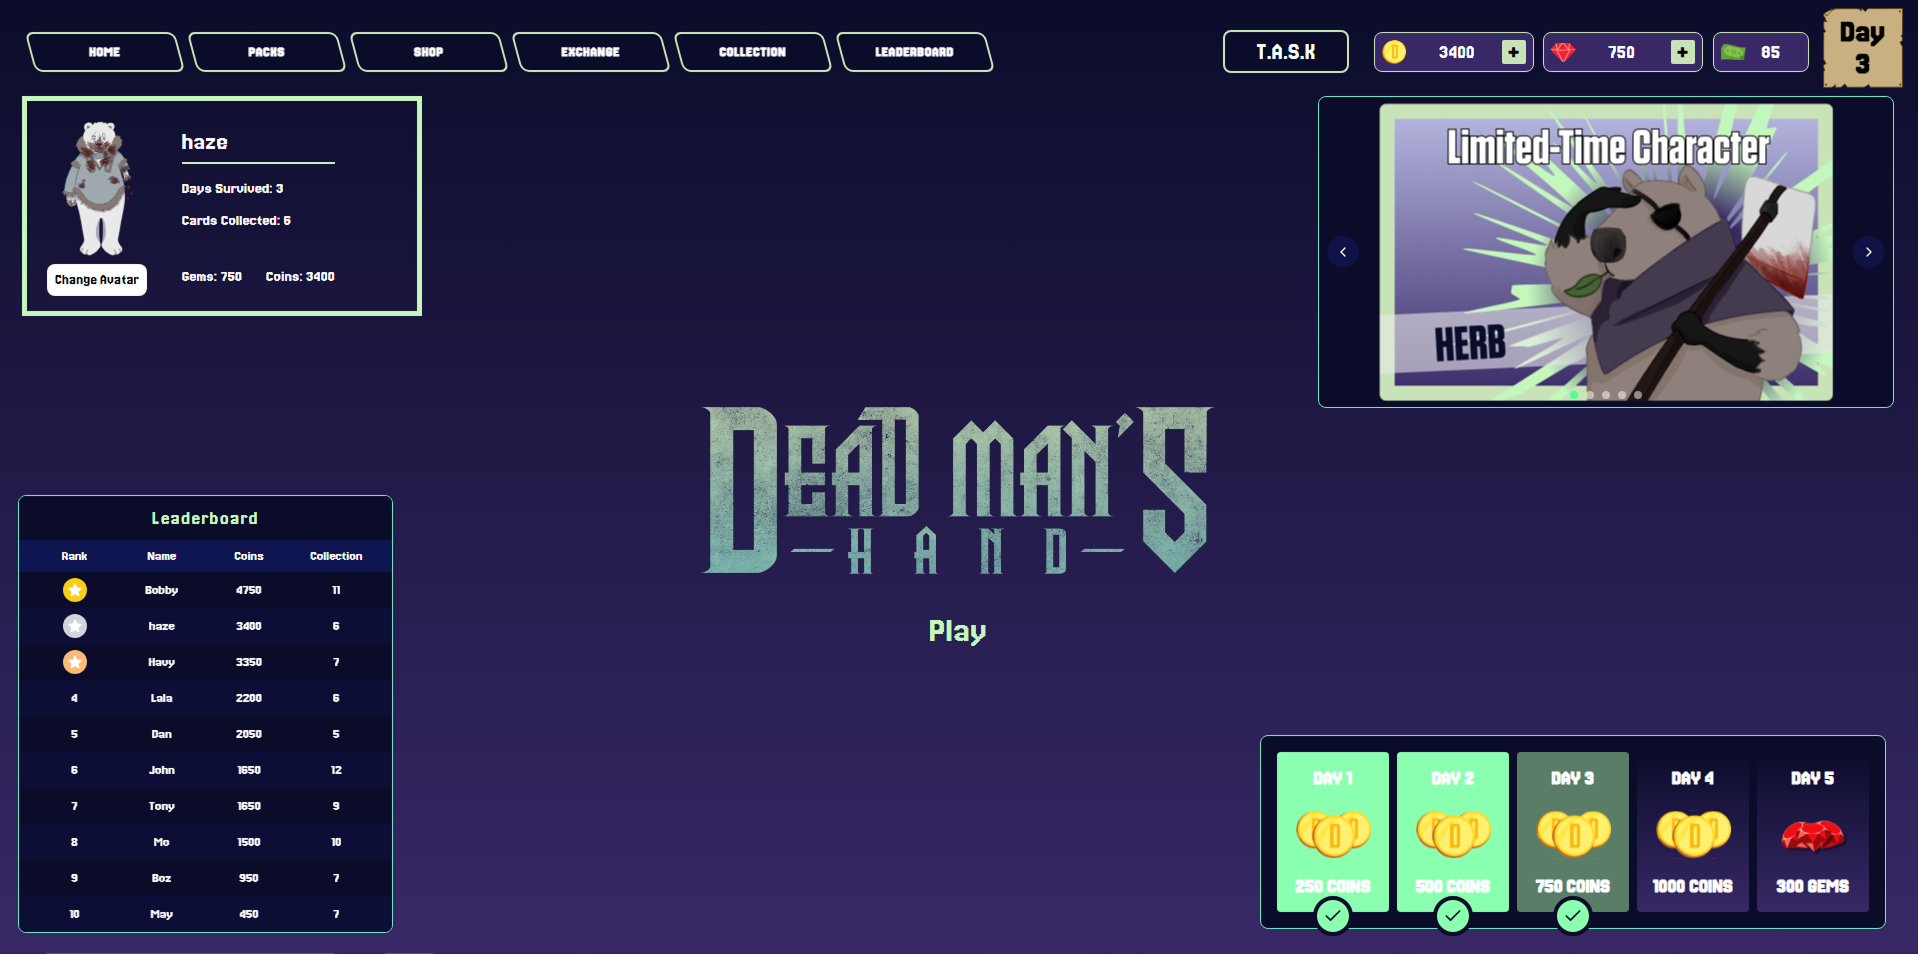 HOME
PACKS
SHOP
EXCHANGE
COLLECTION
LEADERBOARD
T.A.S.K
3400
+
750
+
85
Day
3
haze
Days Survived: 3
Cards Collected: 6
Gems: 750 Coins: 3400
Change Avatar
Limited-Time Character
HERB
DEAD MAN'S
HAND
Play
Leaderboard
Rank Name Coins Collection
Bobby 4750 11
haze 3400 6
Havy 3350 7
4 Lala 2200 6
5 Dan 2050 5
6 John 1650 12
7 Tony 1650 9
8 Mo 1500 10
9 Boz 950 7
10 May 450 7
DAY 1
250 COINS
DAY 2
500 COINS
DAY 3
750 COINS
DAY 4
1000 COINS
DAY 5
300 GEMS